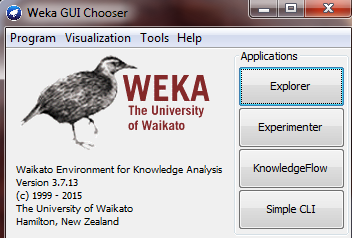 Weka GUI Chooser
Program Visualization Tools Help
WEKA
The University
of Waikato
Waikato Environment for Knowledge Analysis
Version 3.7.13
(c) 1999 - 2015
The University of Waikato
Hamilton, New Zealand
Applications
Explorer
Experimenter
KnowledgeFlow
Simple CLI